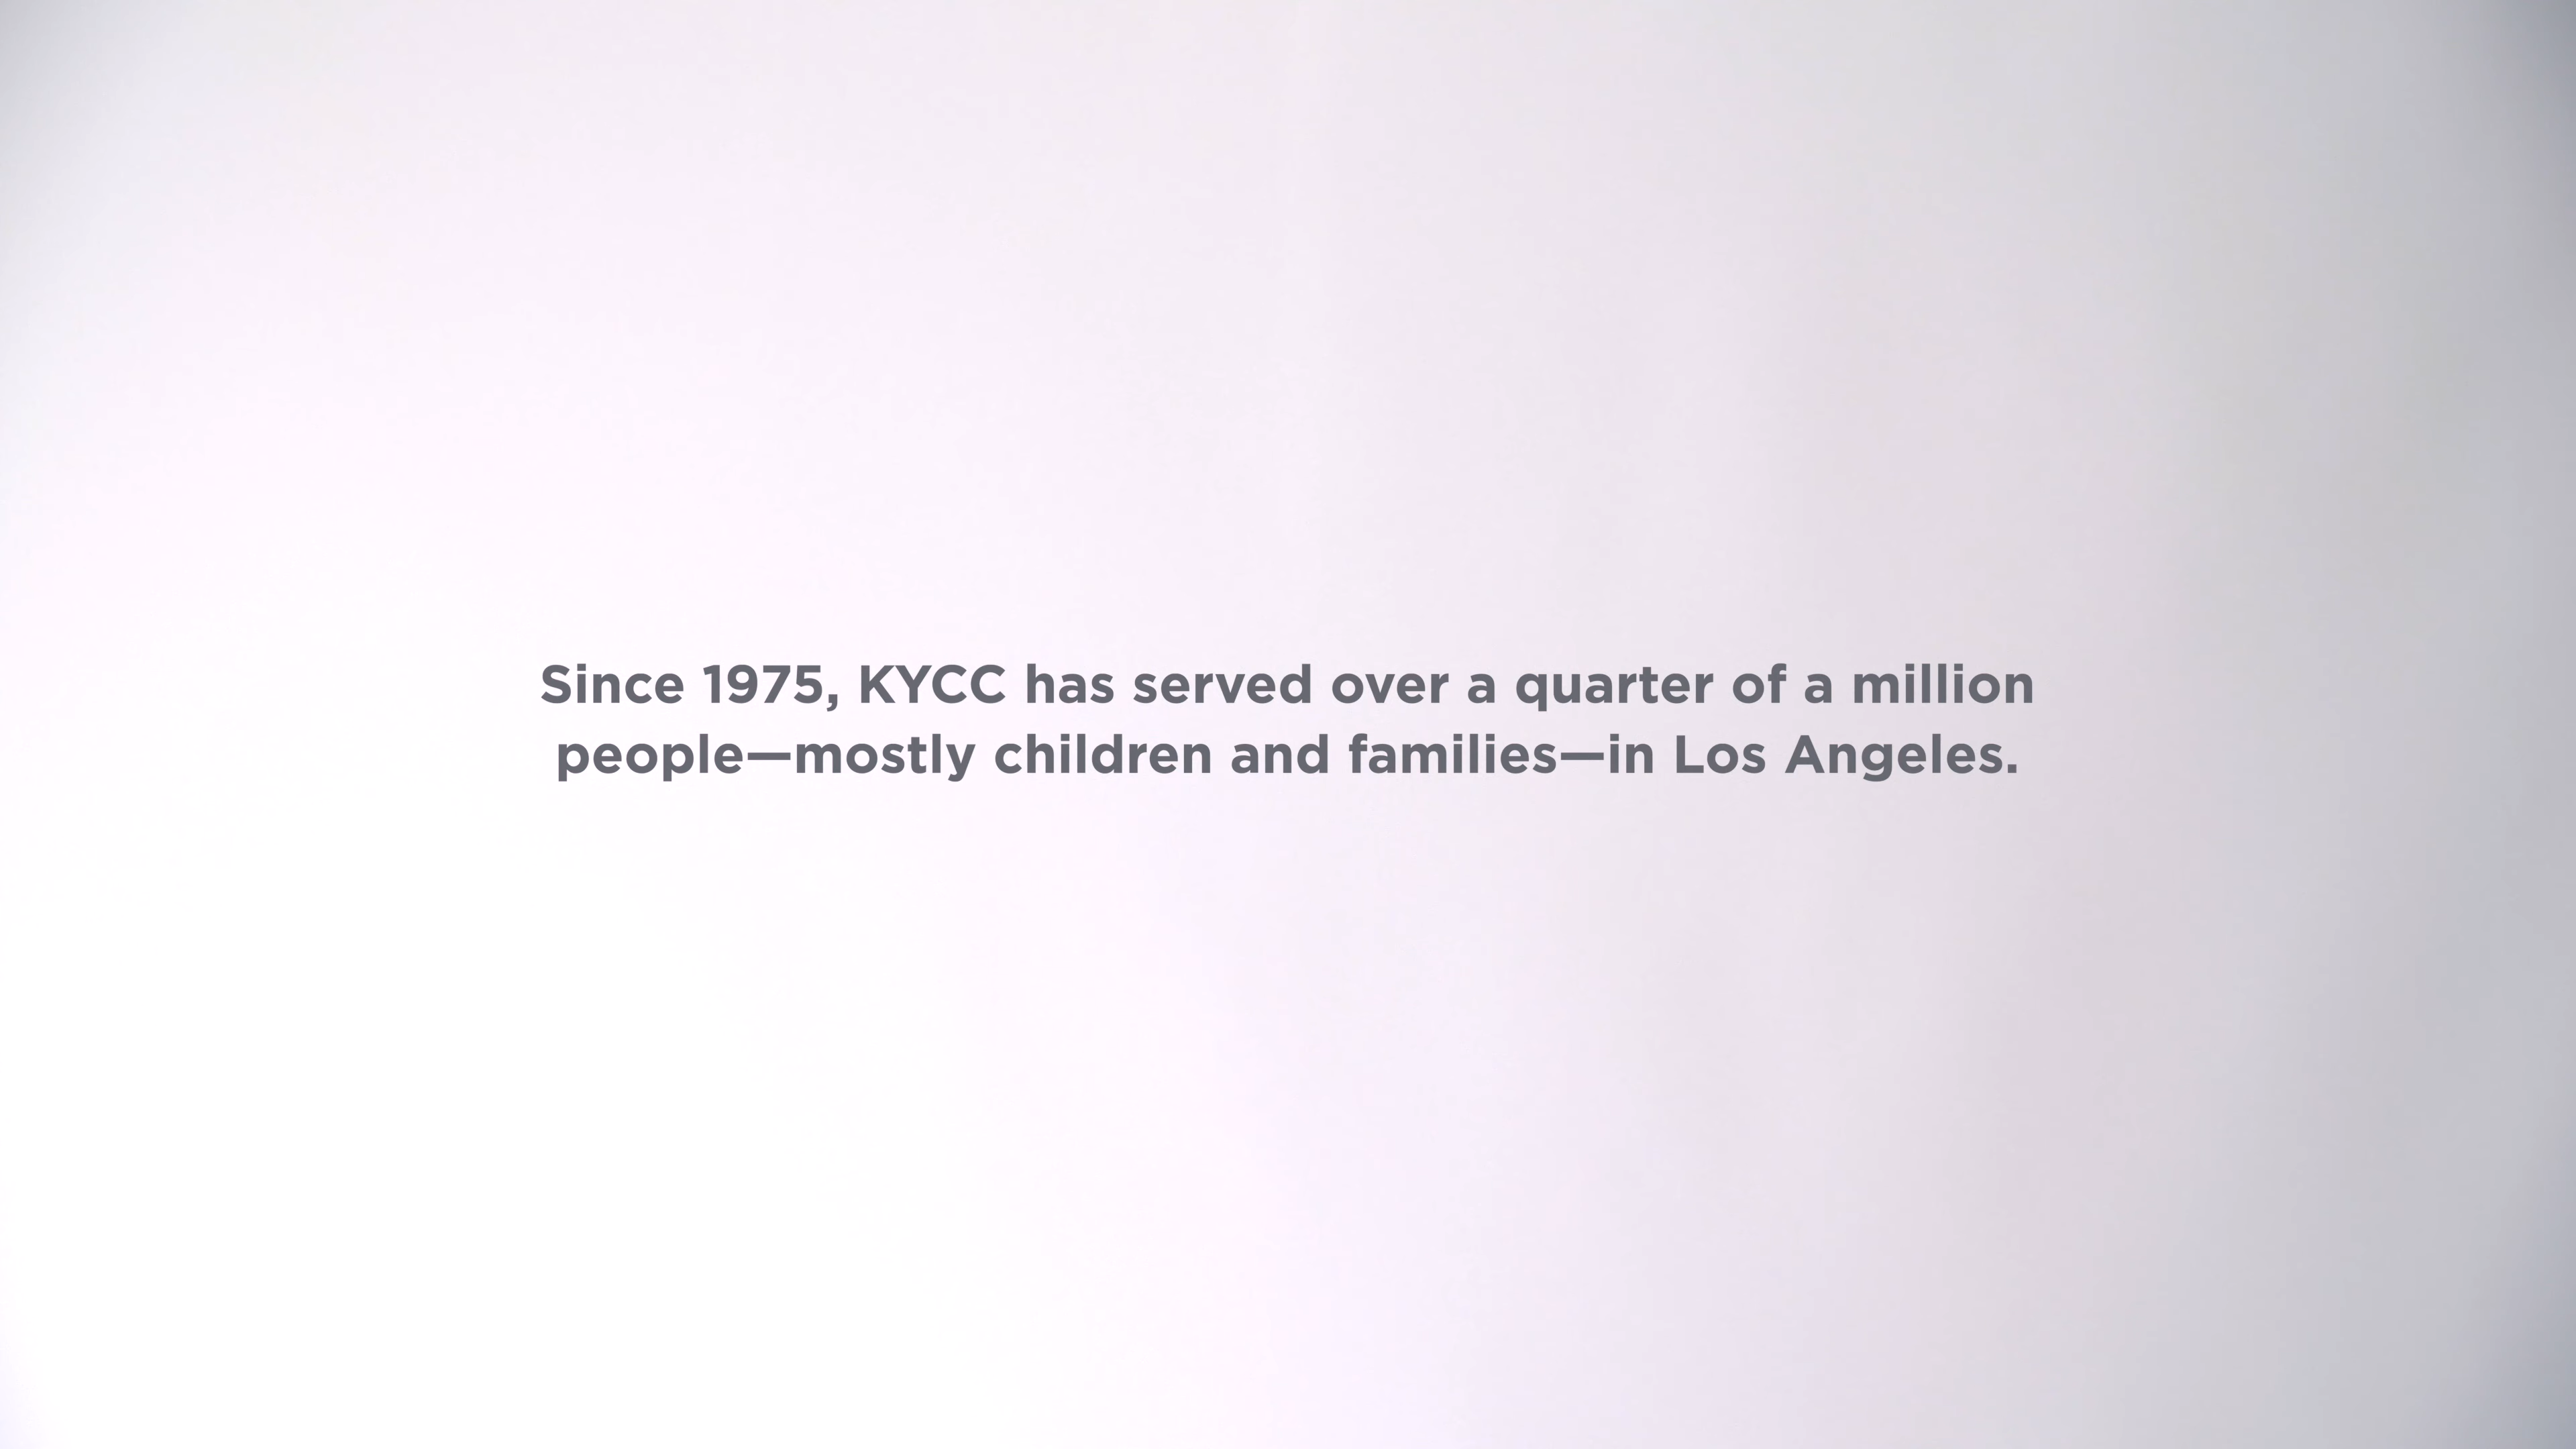 Since 1975, KYCC has served over a quarter of a million
people—mostly children and families—in Los Angeles.